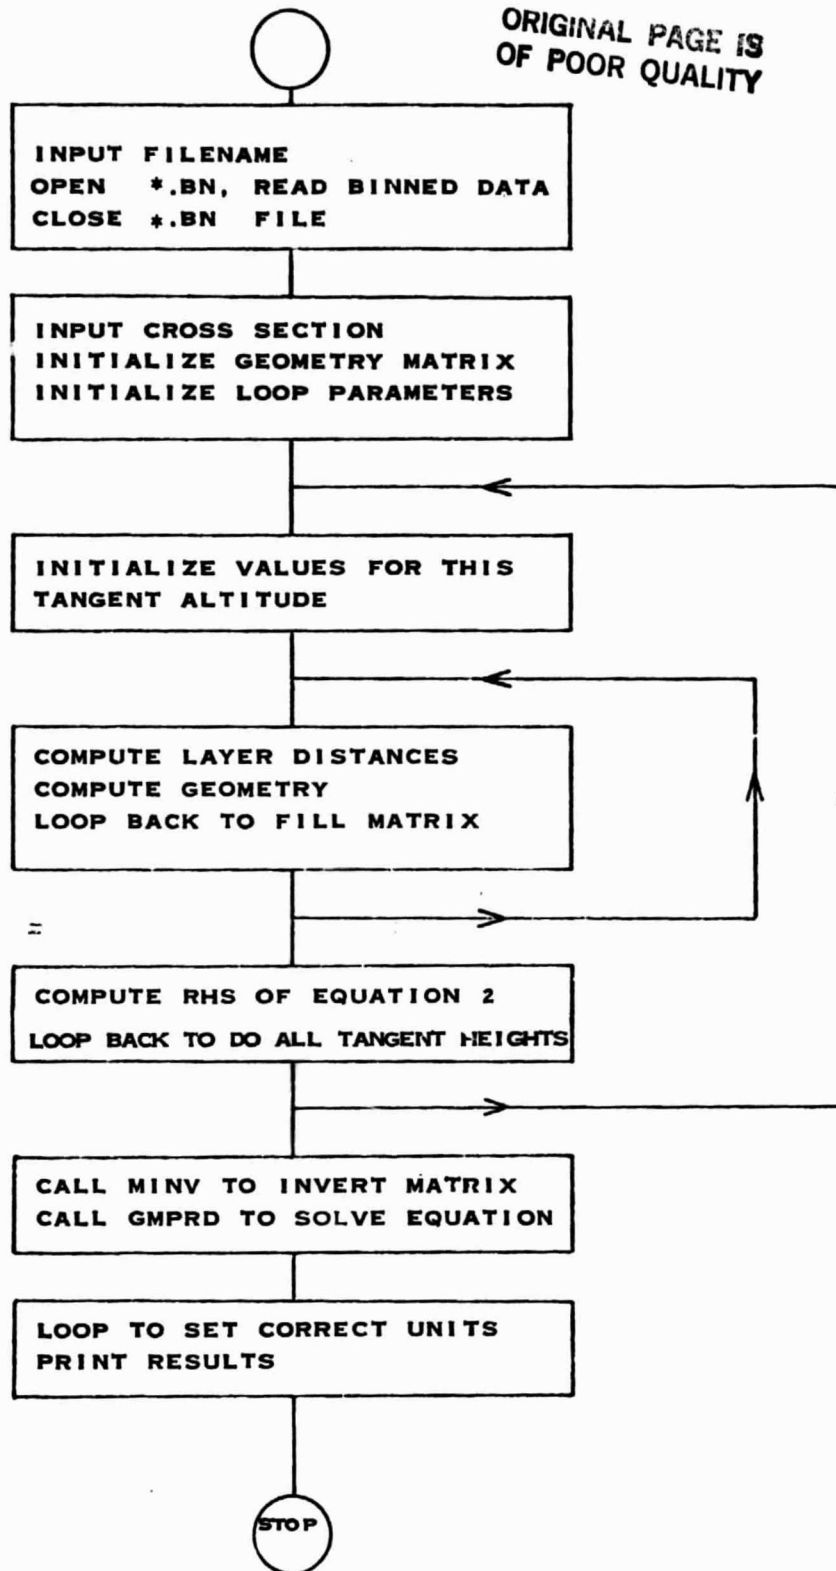 ORIGINAL PAGE IS
OF POOR QUALITY
INPUT FILENAME
OPEN *.BN, READ BINNED DATA
CLOSE *.BN FILE
INPUT CROSS SECTION
INITIALIZE GEOMETRY MATRIX
INITIALIZE LOOP PARAMETERS
INITIALIZE VALUES FOR THIS
TANGENT ALTITUDE
COMPUTE LAYER DISTANCES
COMPUTE GEOMETRY
LOOP BACK TO FILL MATRIX
COMPUTE RHS OF EQUATION 2
LOOP BACK TO DO ALL TANGENT HEIGHTS
CALL MINV TO INVERT MATRIX
CALL GMPRD TO SOLVE EQUATION
LOOP TO SET CORRECT UNITS
PRINT RESULTS
STOP